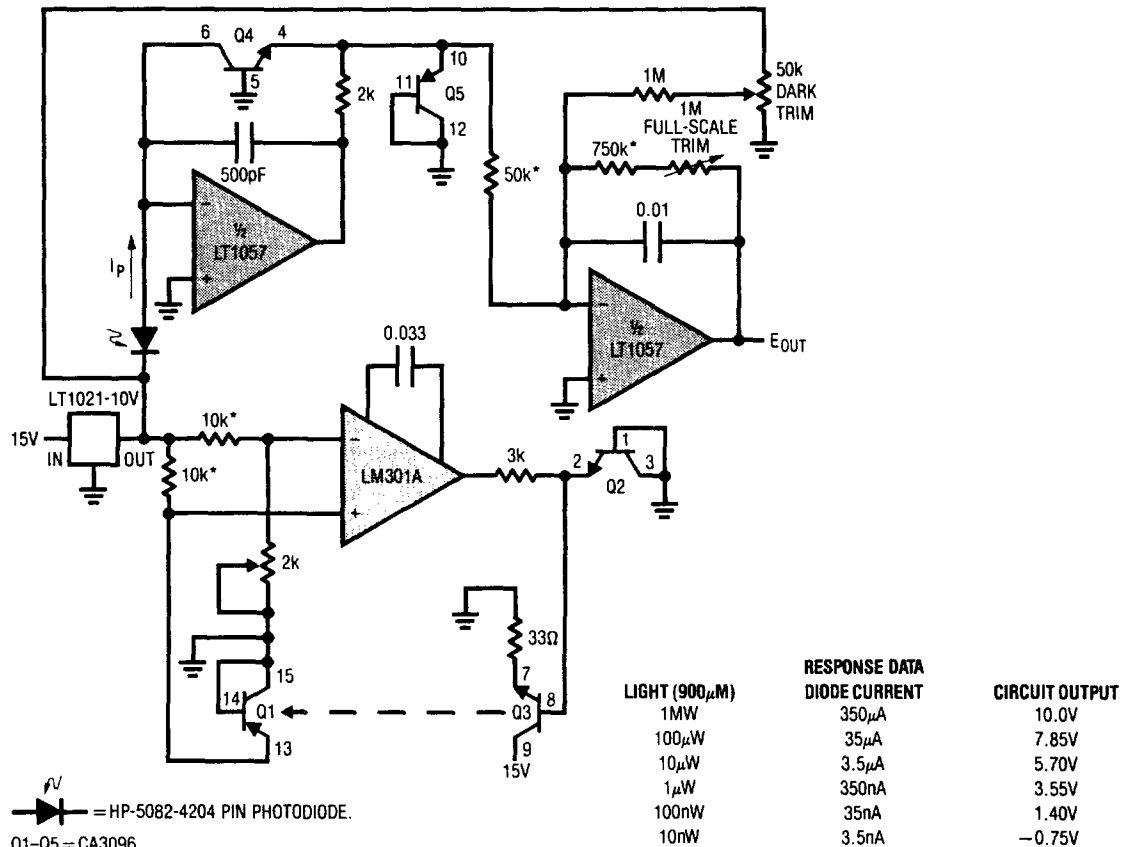 6 Q4 4
5
2k
500pF
10
11 Q5
12
50k*
1M
50k
DARK
TRIM
1M
FULL-SCALE
TRIM
750k*
0.01
−
½
LT1057
+
IP
−
½
LT1057
+
EOUT
LT1021-10V
15V
IN OUT
10k*
10k*
0.033
−
LM301A
+
3k
1
2 3
Q2
2k
33Ω
15
14
Q1
13
7
Q3 8
9
15V
RESPONSE DATA
LIGHT (900μM) DIODE CURRENT CIRCUIT OUTPUT
1MW 350μA 10.0V
100μW 35μA 7.85V
10μW 3.5μA 5.70V
1μW 350nA 3.55V
100nW 35nA 1.40V
10nW 3.5nA −0.75V
= HP-5082-4204 PIN PHOTODIODE.
Q1–Q5 = CA3096